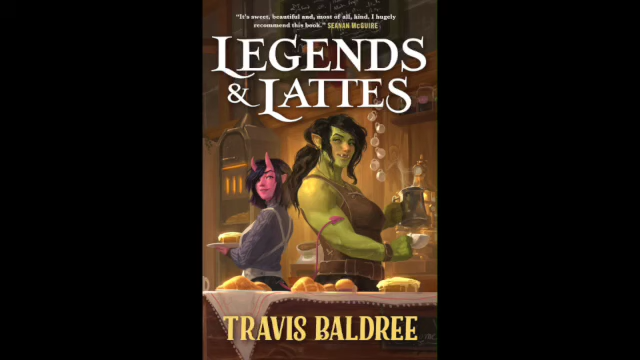 "It's sweet, beautiful and, most of all, kind. I hugely
recommend this book." SEANAN McGUIRE
LEGENDS
& LATTES
TRAVIS BALDREE